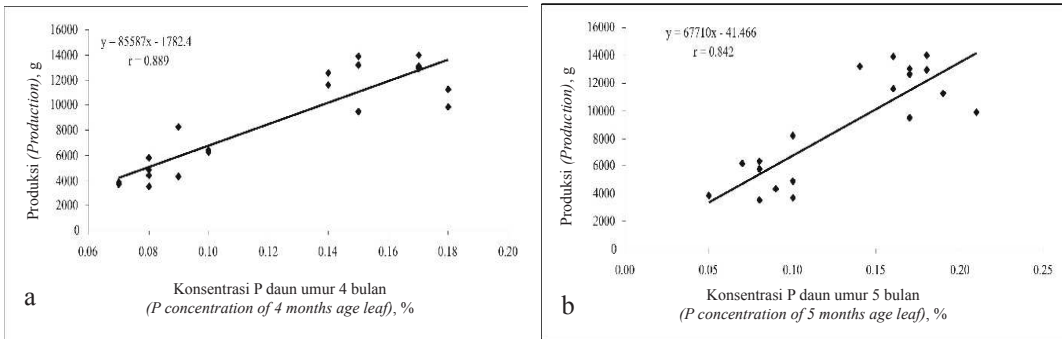 y = 85587x - 1782.4
r = 0.889
Produksi (Production), g
16000
14000
12000
10000
8000
6000
4000
2000
0
0.06 0.08 0.10 0.12 0.14 0.16 0.18 0.20
Konsentrasi P daun umur 4 bulan
(P concentration of 4 months age leaf), %
a
y = 67710x - 41.466
r = 0.842
Produksi (Production), g
16000
14000
12000
10000
8000
6000
4000
2000
0
0.00 0.05 0.10 0.15 0.20 0.25
Konsentrasi P daun umur 5 bulan
(P concentration of 5 months age leaf), %
b